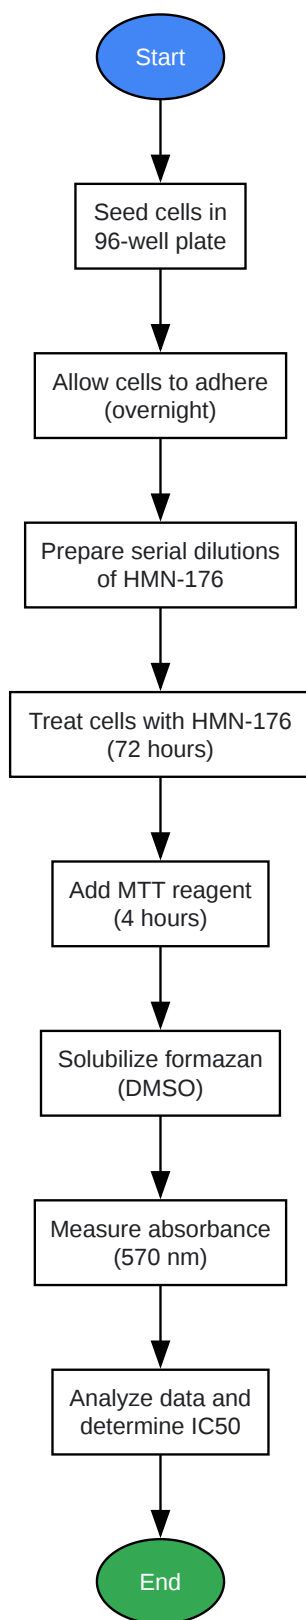 Start
Seed cells in
96-well plate
Allow cells to adhere
(overnight)
Prepare serial dilutions
of HMN-176
Treat cells with HMN-176
(72 hours)
Add MTT reagent
(4 hours)
Solubilize formazan
(DMSO)
Measure absorbance
(570 nm)
Analyze data and
determine IC50
End